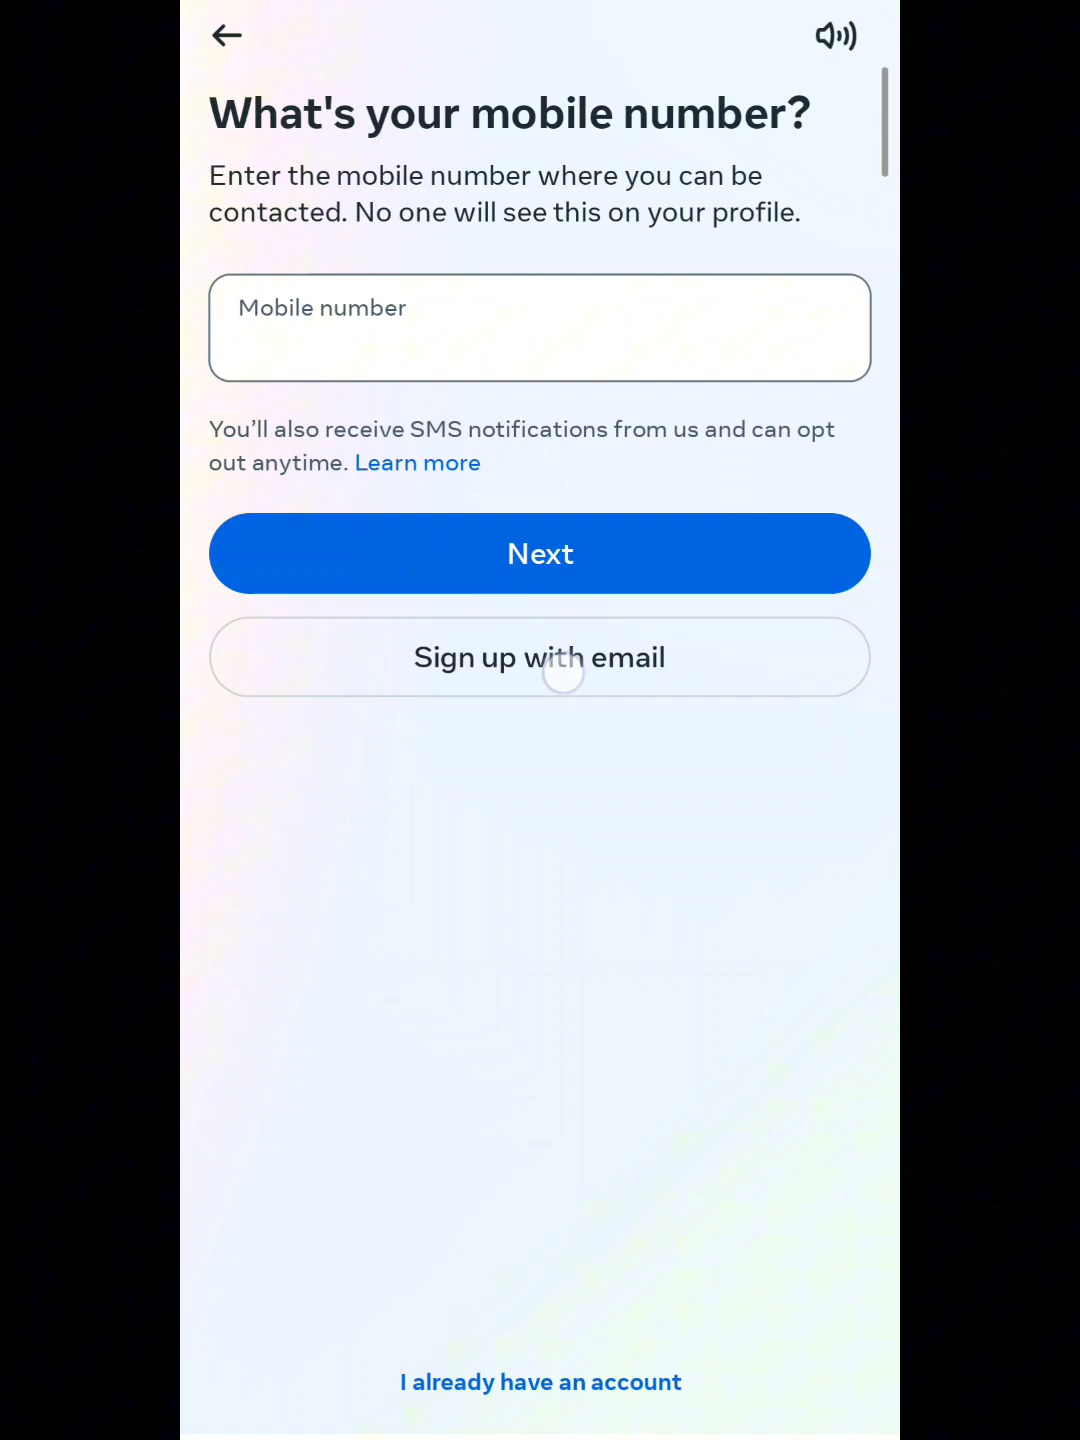 What's your mobile number?
Enter the mobile number where you can be
contacted. No one will see this on your profile.
Mobile number
You’ll also receive SMS notifications from us and can opt
out anytime. Learn more
Next
Sign up with email
I already have an account